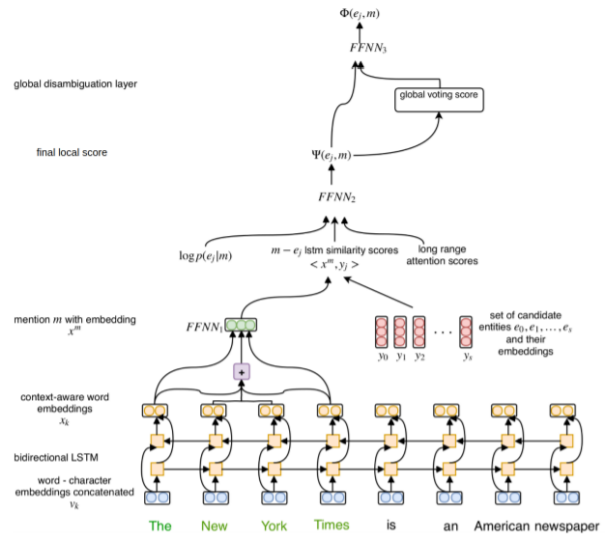 Φ(e_j, m)
FFNN_3
global disambiguation layer
global voting score
final local score
Ψ(e_j, m)
FFNN_2
log p(e_j|m)
m − e_j lstm similarity scores
< x^m, y_j >
long range
attention scores
mention m with embedding
x^m
FFNN_1
set of candidate
entities e_0, e_1, . . . , e_s
and their
embeddings
· · ·
y_0 y_1 y_2 y_s
+
context-aware word
embeddings
x_k
bidirectional LSTM
word - character
embeddings concatenated
v_k
The New York Times is an American newspaper